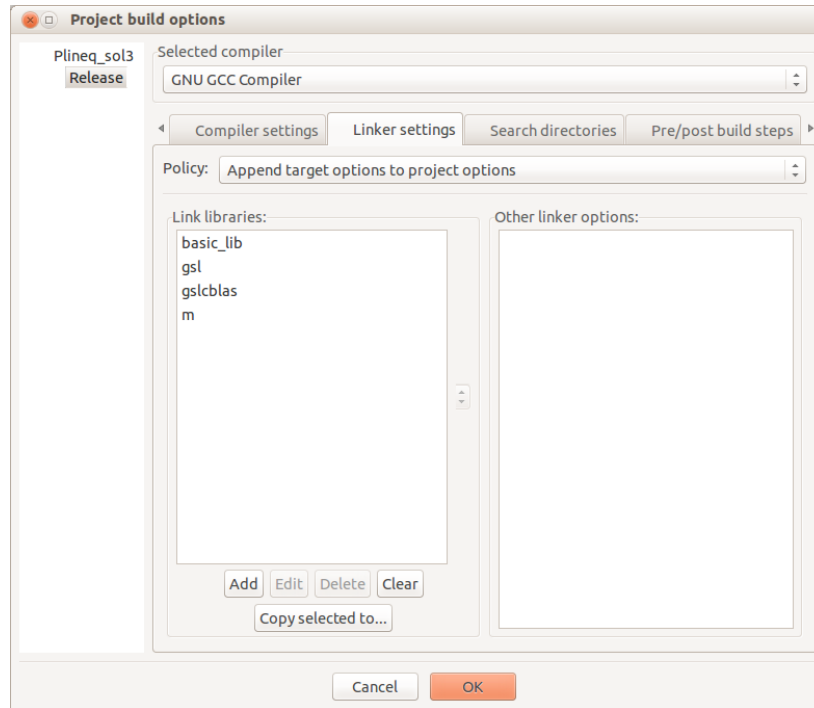 Project build options
Plineq_sol3
Release
Selected compiler
GNU GCC Compiler
Compiler settings
Linker settings
Search directories
Pre/post build steps
Policy:
Append target options to project options
Link libraries:
basic_lib
gsl
gslcblas
m
Add
Edit
Delete
Clear
Copy selected to...
Other linker options:
Cancel
OK